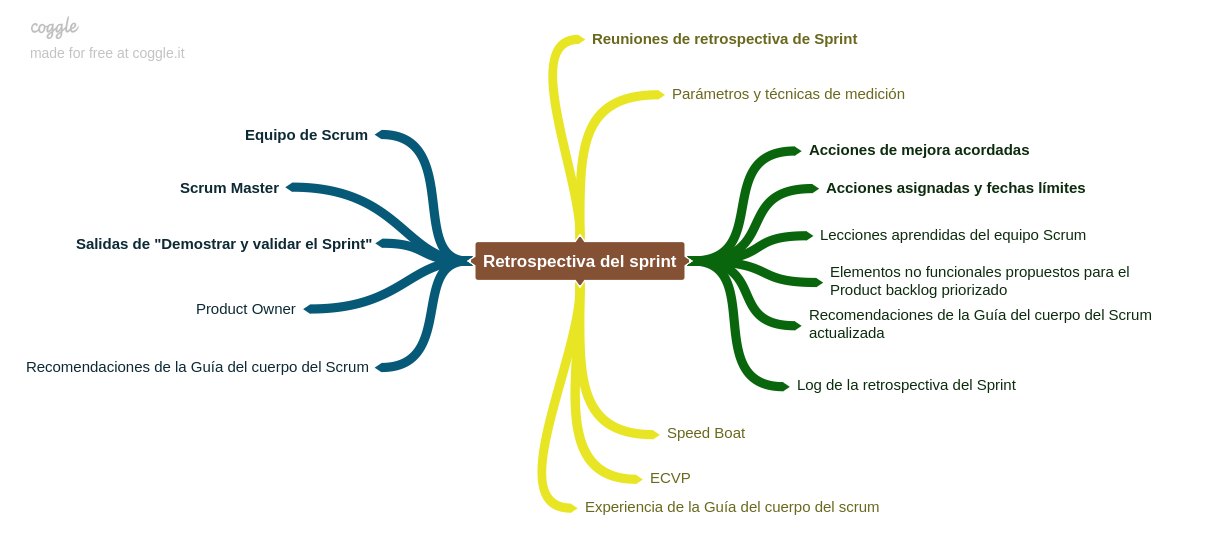 coggle
made for free at coggle.it
Reuniones de retrospectiva de Sprint
Parámetros y técnicas de medición
Equipo de Scrum
Scrum Master
Salidas de "Demostrar y validar el Sprint"
Product Owner
Recomendaciones de la Guía del cuerpo del Scrum
Retrospectiva del sprint
Acciones de mejora acordadas
Acciones asignadas y fechas límites
Lecciones aprendidas del equipo Scrum
Elementos no funcionales propuestos para el
Product backlog priorizado
Recomendaciones de la Guía del cuerpo del Scrum
actualizada
Log de la retrospectiva del Sprint
Speed Boat
ECVP
Experiencia de la Guía del cuerpo del scrum